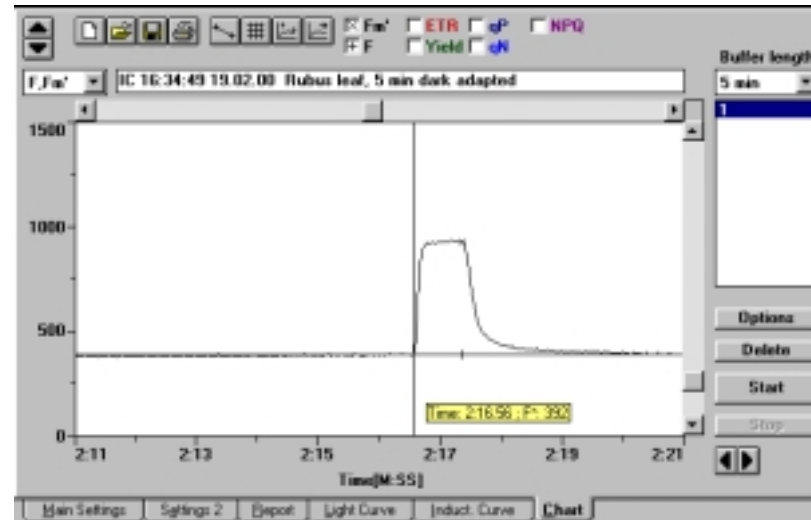 Fm' ETR qP NPQ
F Yield qN
Buffer length
F,Fm' IC 16:34:49 19.02.00 Rubus leaf, 5 min dark adapted 5 min
1
1500
1000
500
0
2:11 2:13 2:15 2:17 2:19 2:21
Time[M:SS]
Time: 2:16.56 ; F*: 392
Options
Delete
Start
Stop
Main Settings Settings 2 Report Light Curve Induct. Curve Chart